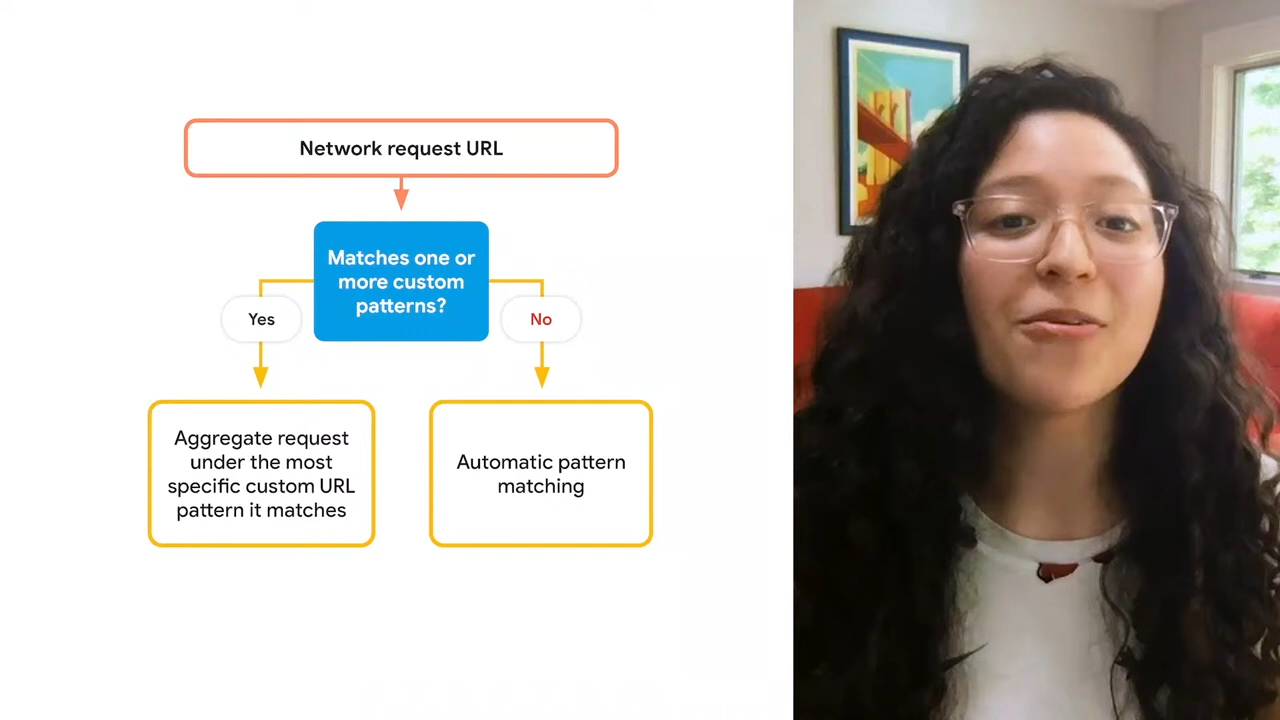 Network request URL
Matches one or
more custom
patterns?
Yes
No
Aggregate request
under the most
specific custom URL
pattern it matches
Automatic pattern
matching